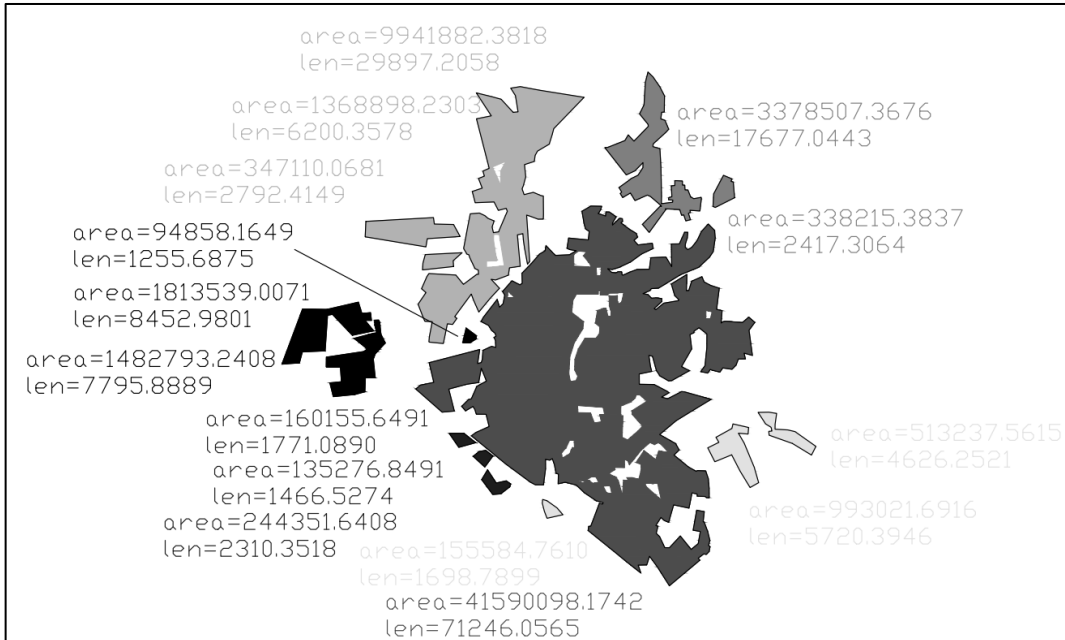 area=9941882.3818
len=29897.2058
area=1368898.2303
len=6200.3578
area=3378507.3676
len=17677.0443
area=347110.0681
len=2792.4149
area=338215.3837
len=2417.3064
area=94858.1649
len=1255.6875
area=1813539.0071
len=8452.9801
area=1482793.2408
len=7795.8889
area=160155.6491
len=1771.0890
area=513237.5615
len=4626.2521
area=135276.8491
len=1466.5274
area=993021.6916
len=5720.3946
area=244351.6408
len=2310.3518
area=155584.7610
len=1698.7899
area=41590098.1742
len=71246.0565